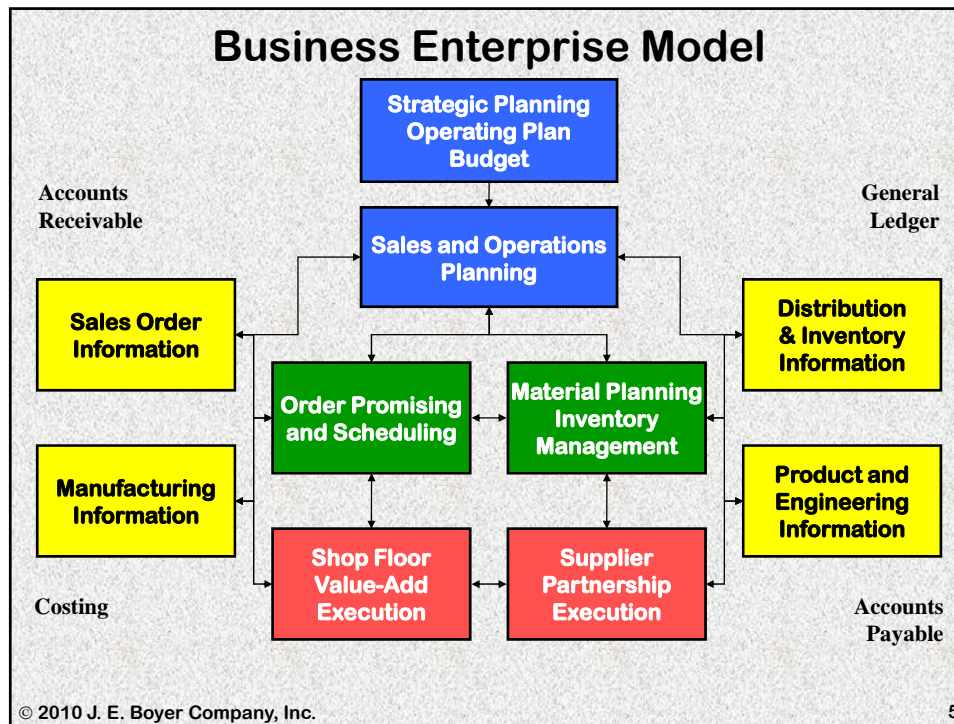 Business Enterprise Model
Strategic Planning
Operating Plan
Budget
Accounts
Receivable
General
Ledger
Sales and Operations
Planning
Sales Order
Information
Distribution
& Inventory
Information
Order Promising
and Scheduling
Material Planning
Inventory
Management
Manufacturing
Information
Product and
Engineering
Information
Shop Floor
Value-Add
Execution
Supplier
Partnership
Execution
Costing
Accounts
Payable
© 2010 J. E. Boyer Company, Inc.
5